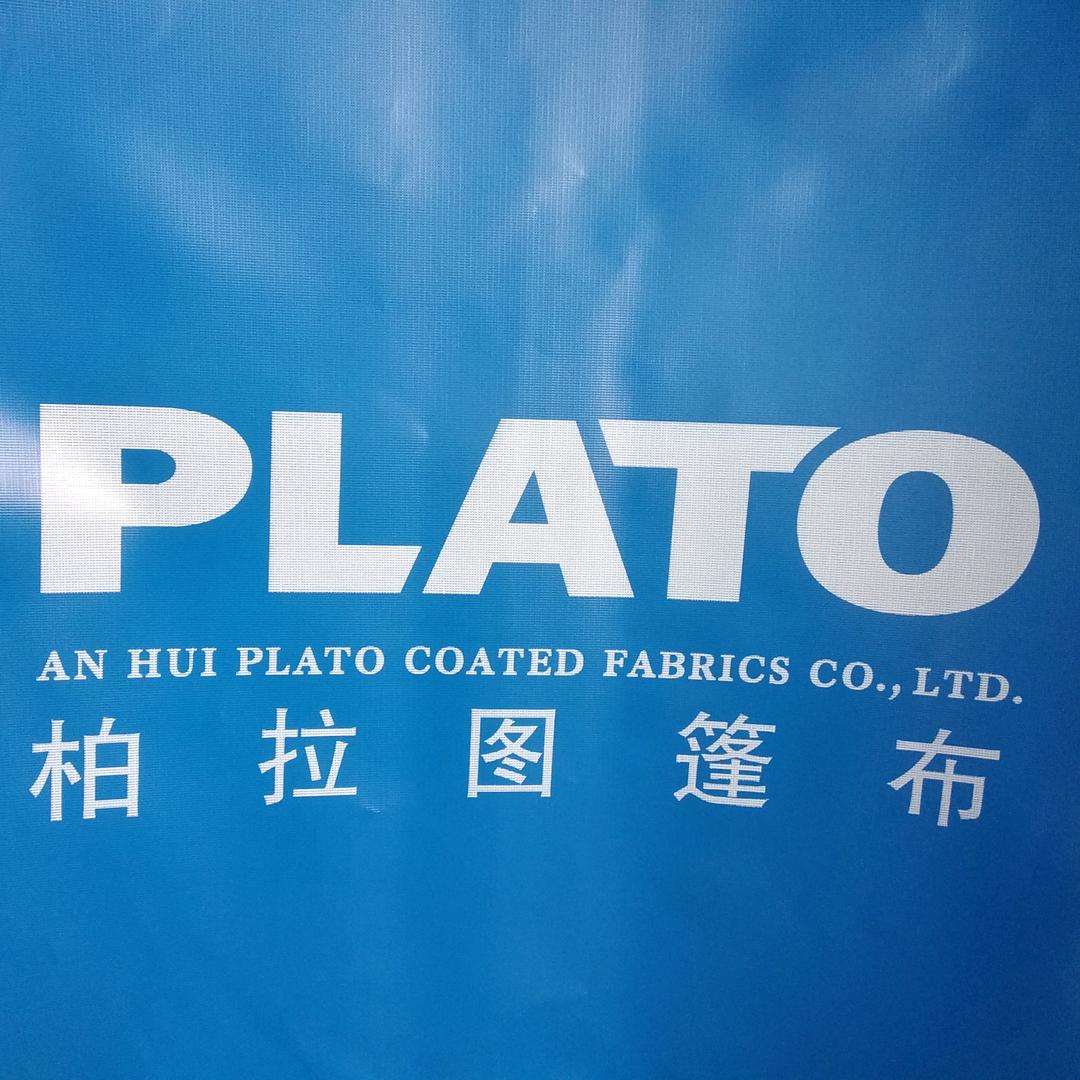 PLATO
AN HUI PLATO COATED FABRICS CO., LTD.
柏拉图篷布